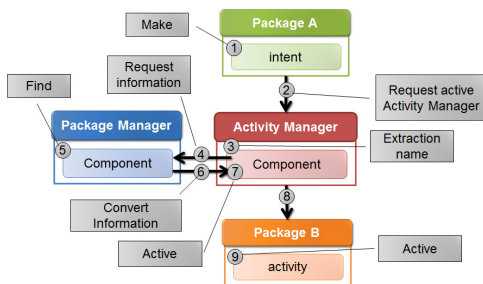 Make
Package A
1
intent
Find
Request
information
2
Request active
Activity Manager
Package Manager
Activity Manager
5
Component
4
3
Component
Extraction
name
6
7
Convert
Information
8
Active
Package B
9
activity
Active